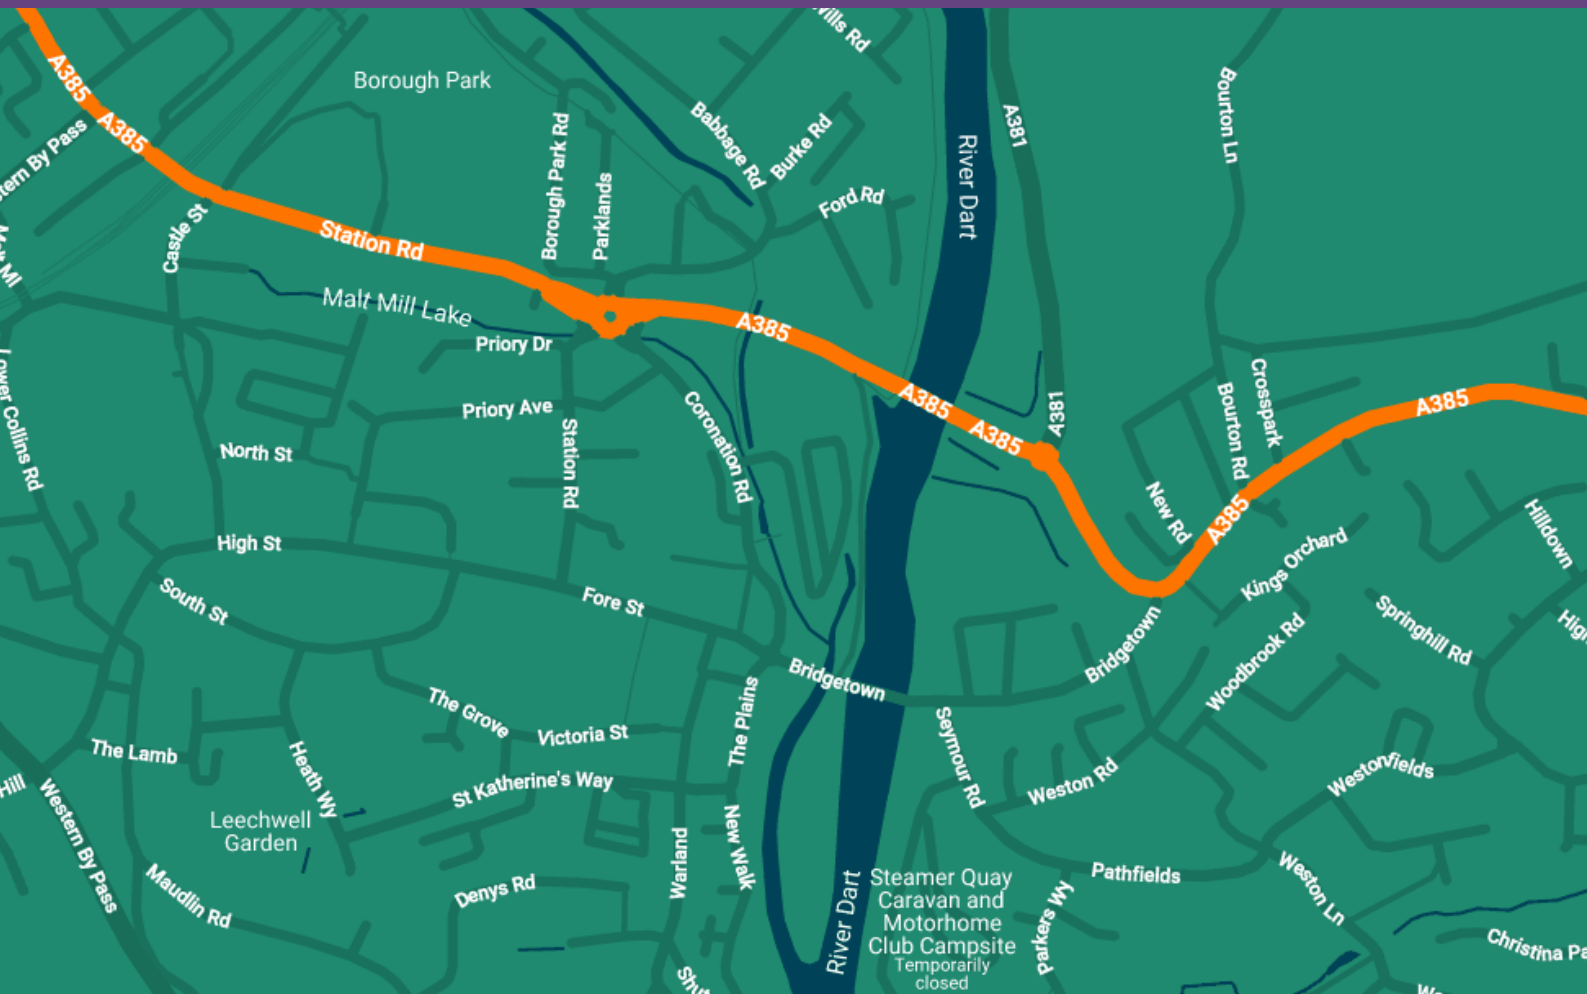 Wills Rd
A385
Borough Park
A385
Western By Pass
Babbage Rd
Burke Rd
A381
Bourton Ln
Borough Park Rd
Parklands
River Dart
Ford Rd
Castle St
Station Rd
Malt Mill Lake
A385
Priory Dr
Lower Collins Rd
Priory Ave
Coronation Rd
A385
A381
A385
Crosspark
Bourton Rd
A385
North St
Station Rd
New Rd
A385
Hilldown
High St
South St
Fore St
Kings Orchard
Springhill Rd
Woodbrook Rd
Bridgetown
Bridgetown
The Grove
Victoria St
The Plains
Seymour Rd
The Lamb
Heath Wy
St Katherine's Way
Weston Rd
Westonfields
Hill
Western By Pass
Leechwell
Garden
Warland
New Walk
Maudlin Rd
Denys Rd
River Dart
Steamer Quay
Caravan and
Motorhome
Club Campsite
Temporarily
closed
Pathfields
Parkers Wy
Weston Ln
Christina Pa